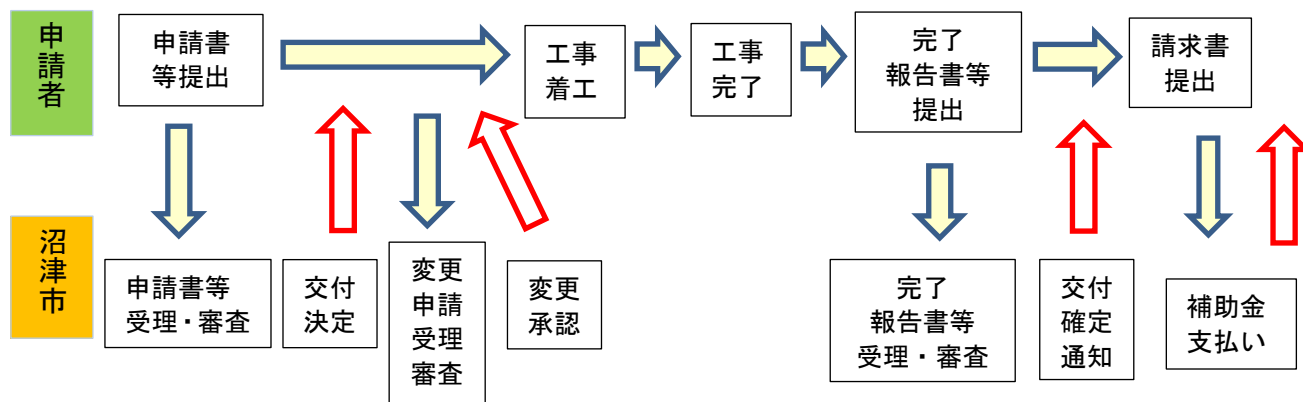 申請者
申請書
等提出
工事
着工
工事
完了
完了
報告書等
提出
請求書
提出
沼津市
申請書等
受理・審査
交付
決定
変更
申請
受理
審査
変更
承認
完了
報告書等
受理・審査
交付
確定
通知
補助金
支払い